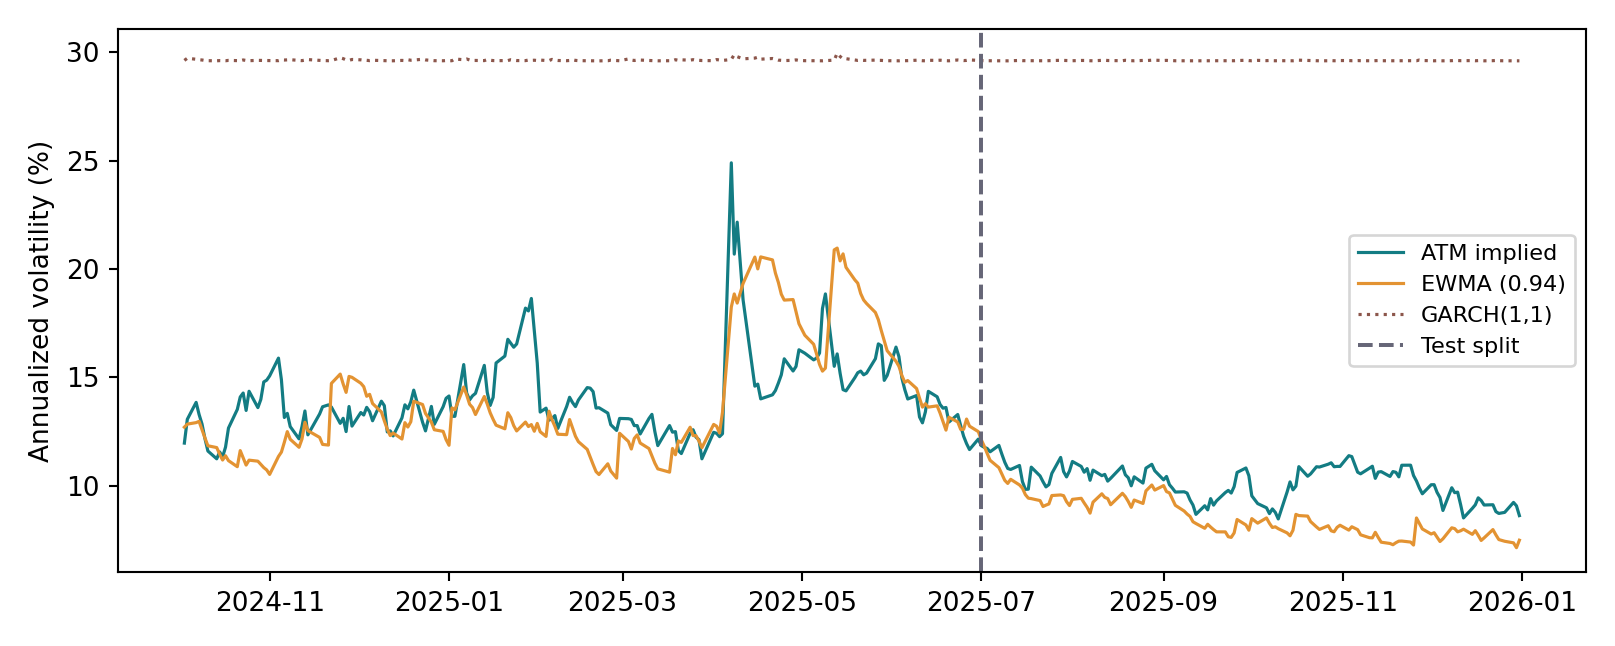 Annualized volatility (%)
30
25
20
15
10
ATM implied
EWMA (0.94)
GARCH(1,1)
Test split
2024-11
2025-01
2025-03
2025-05
2025-07
2025-09
2025-11
2026-01